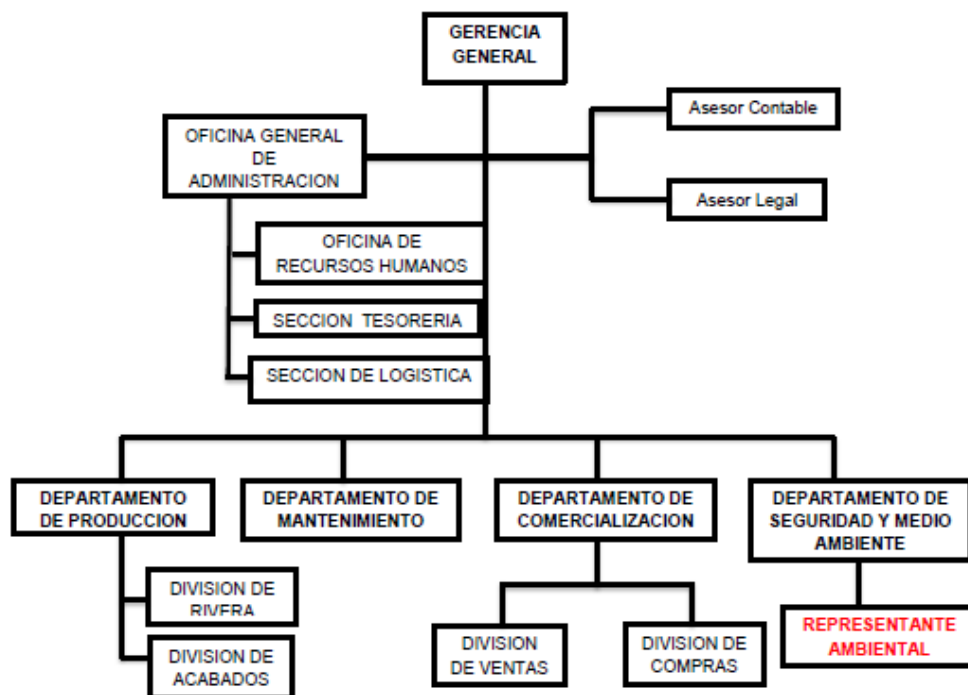 GERENCIA
GENERAL
Asesor Contable
OFICINA GENERAL
DE
ADMINISTRACION
Asesor Legal
OFICINA DE
RECURSOS HUMANOS
SECCION TESORERIA
SECCION DE LOGISTICA
DEPARTAMENTO
DE PRODUCCION
DEPARTAMENTO DE
MANTENIMIENTO
DEPARTAMENTO DE
COMERCIALIZACION
DEPARTAMENTO DE
SEGURIDAD Y MEDIO
AMBIENTE
DIVISION DE
RIVERA
DIVISION DE
ACABADOS
DIVISION
DE VENTAS
DIVISION DE
COMPRAS
REPRESENTANTE
AMBIENTAL